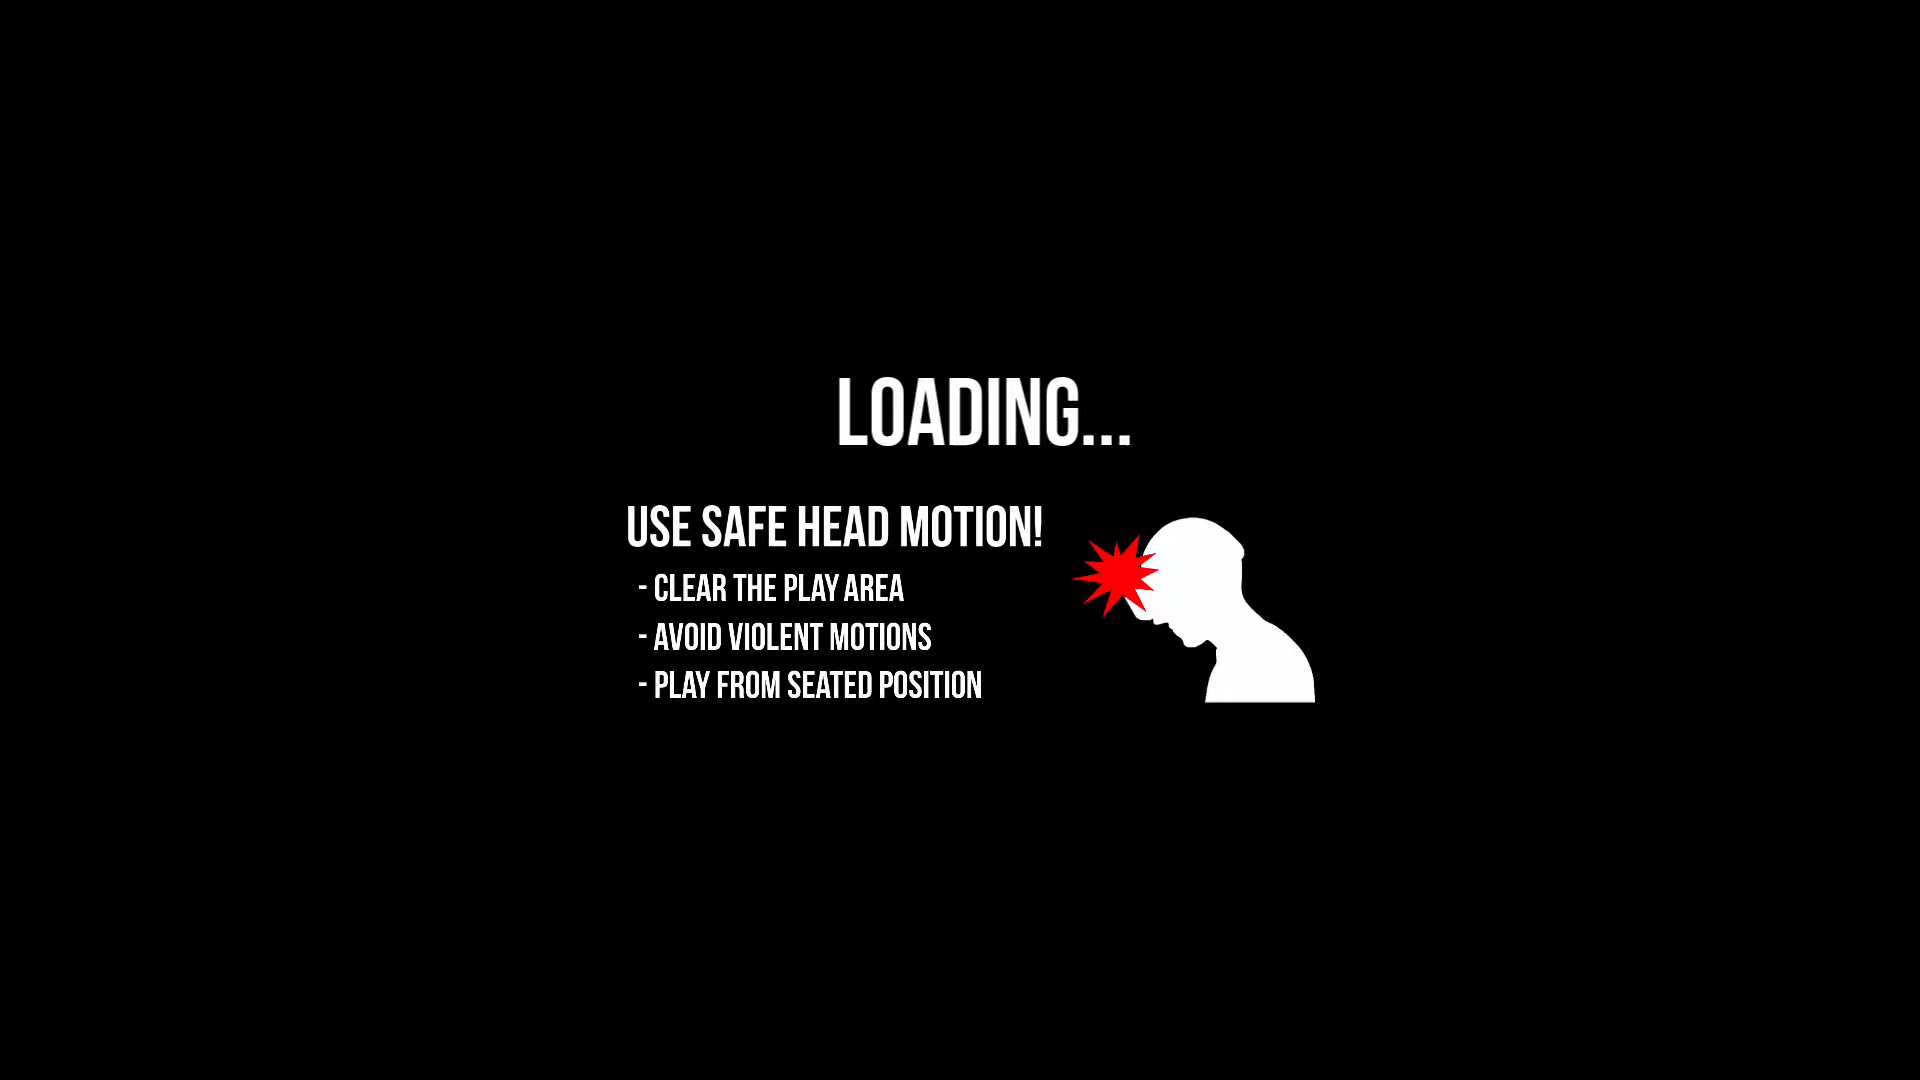 LOADING...
USE SAFE HEAD MOTION!
- CLEAR THE PLAY AREA
- AVOID VIOLENT MOTIONS
- PLAY FROM SEATED POSITION